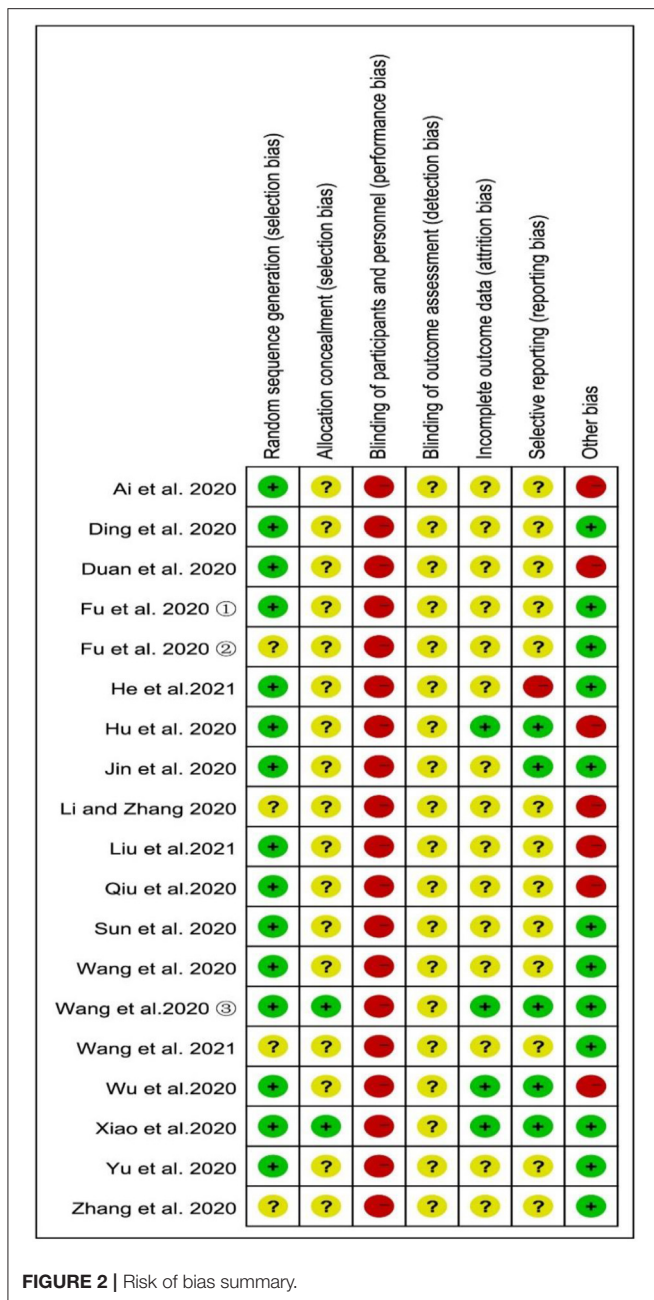 Random sequence generation (selection bias)
Allocation concealment (selection bias)
Blinding of participants and personnel (performance bias)
Blinding of outcome assessment (detection bias)
Incomplete outcome data (attrition bias)
Selective reporting (reporting bias)
Other bias
Ai et al. 2020 + ? - ? ? ? -
Ding et al. 2020 + ? - ? ? ? +
Duan et al. 2020 + ? - ? ? ? -
Fu et al. 2020 ① + ? - ? ? ? +
Fu et al. 2020 ② ? ? - ? ? ? +
He et al.2021 + ? - ? ? - +
Hu et al. 2020 + ? - ? + + -
Jin et al. 2020 + ? - ? ? + +
Li and Zhang 2020 ? ? - ? ? ? -
Liu et al.2021 + ? - ? ? ? -
Qiu et al.2020 + ? - ? ? ? -
Sun et al. 2020 + ? - ? ? ? +
Wang et al. 2020 + ? - ? ? ? +
Wang et al.2020 ③ + + - ? + + +
Wang et al. 2021 ? ? - ? ? ? +
Wu et al.2020 + ? - ? + + -
Xiao et al.2020 + + - ? + + +
Yu et al. 2020 + ? - ? ? ? +
Zhang et al. 2020 ? ? - ? ? ? +
FIGURE 2 | Risk of bias summary.